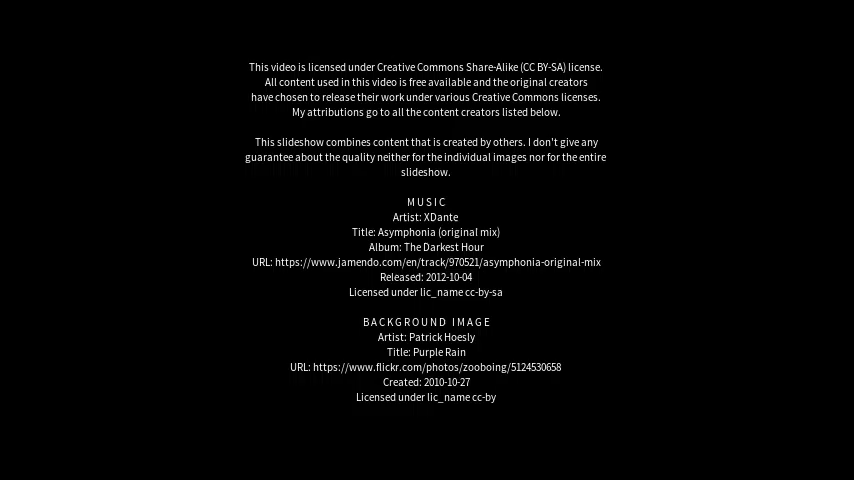 This video is licensed under Creative Commons Share-Alike (CC BY-SA) license.
All content used in this video is free available and the original creators
have chosen to release their work under various Creative Commons licenses.
My attributions go to all the content creators listed below.
This slideshow combines content that is created by others. I don't give any
guarantee about the quality neither for the individual images nor for the entire
slideshow.
MUSIC
Artist: XDante
Title: Asymphonia (original mix)
Album: The Darkest Hour
URL: https://www.jamendo.com/en/track/970521/asymphonia-original-mix
Released: 2012-10-04
Licensed under lic_name cc-by-sa
BACKGROUND IMAGE
Artist: Patrick Hoesly
Title: Purple Rain
URL: https://www.flickr.com/photos/zooboing/5124530658
Created: 2010-10-27
Licensed under lic_name cc-by